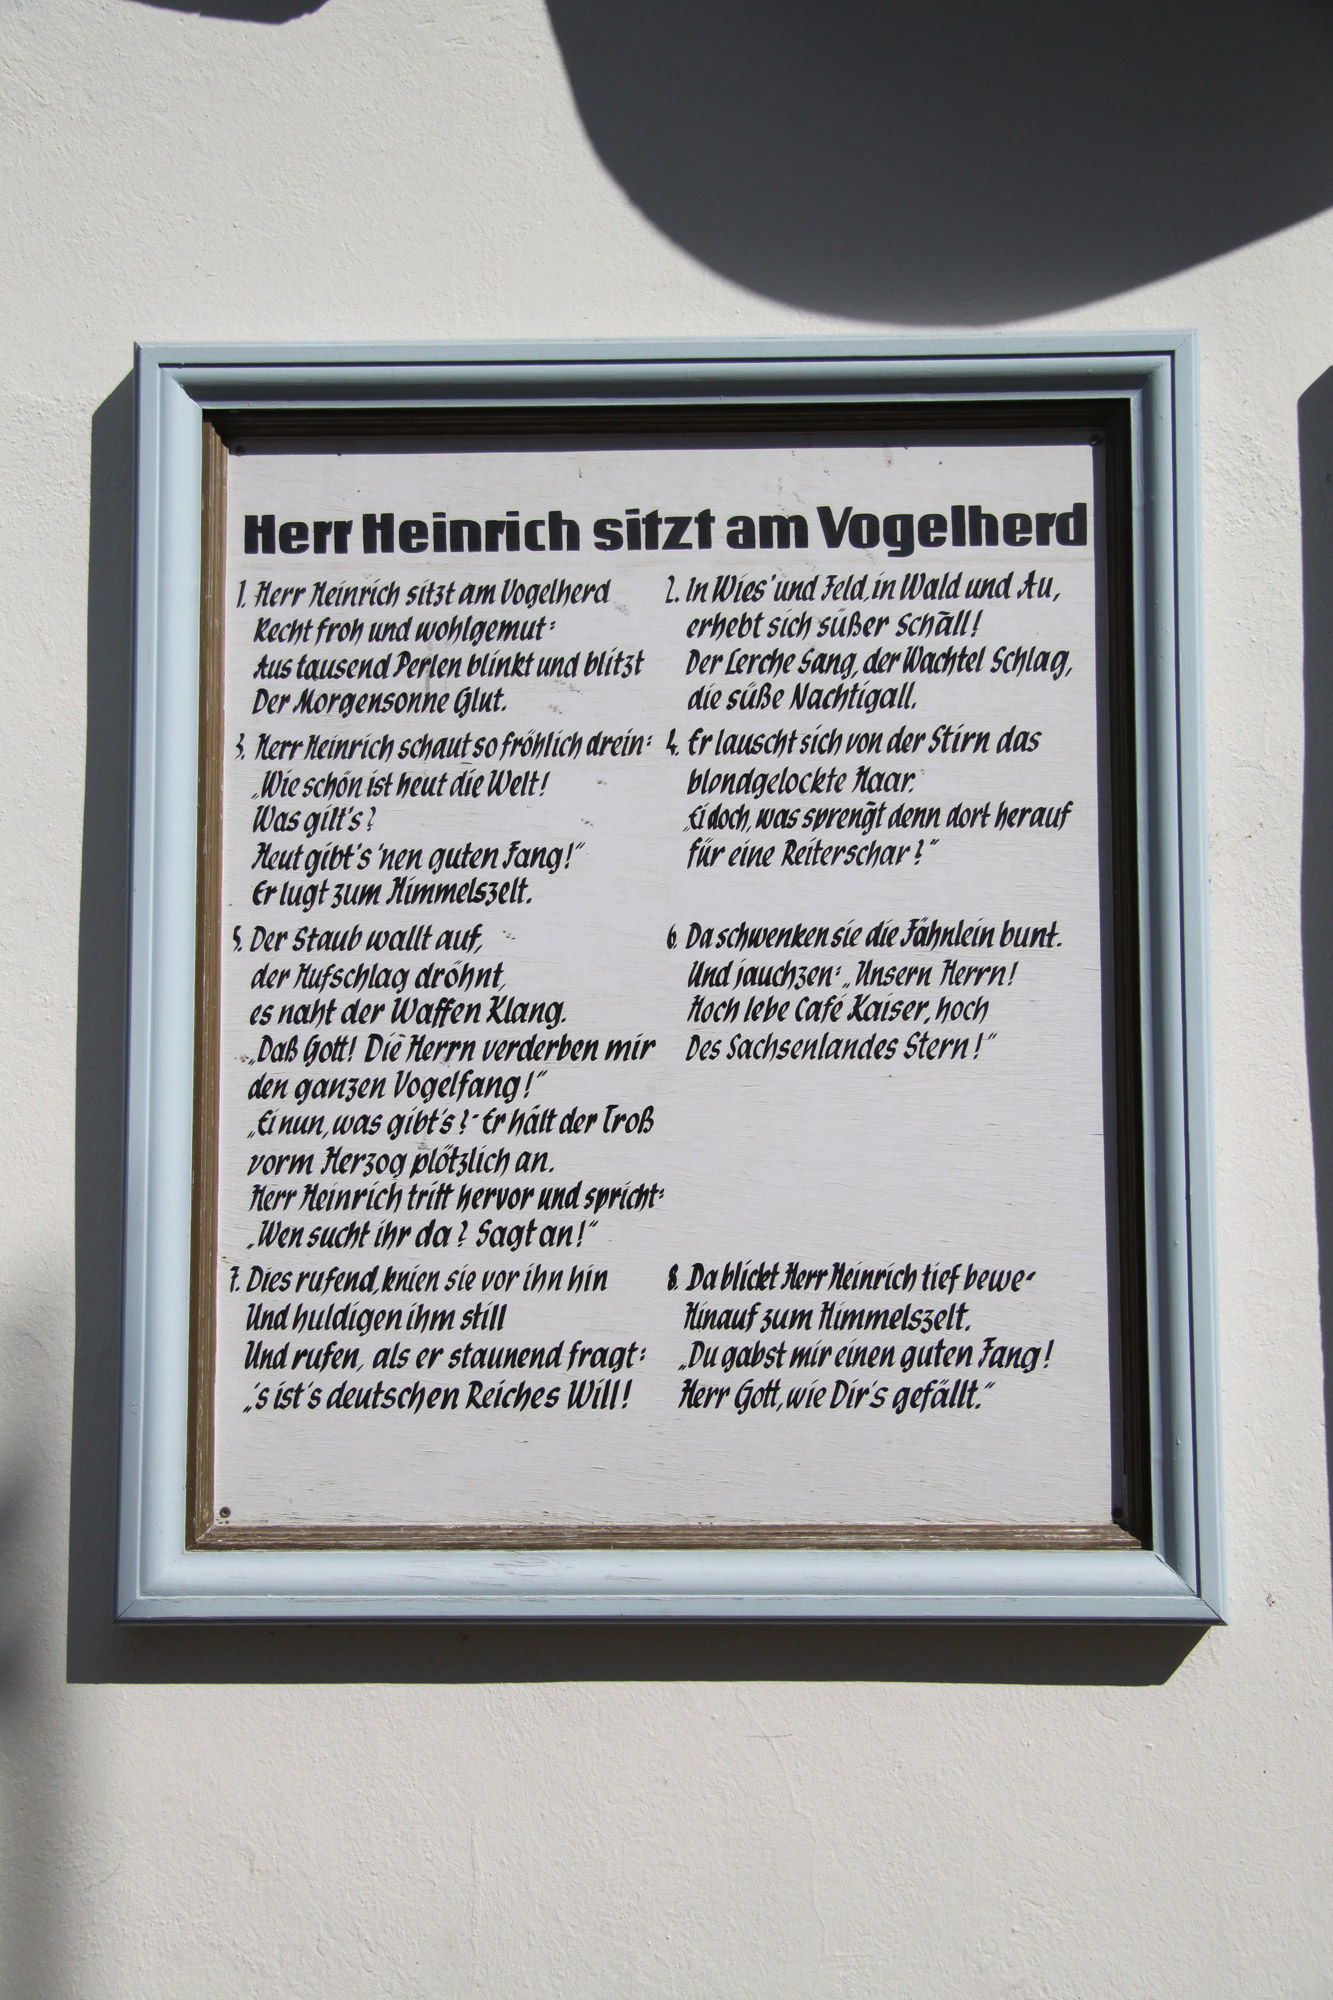 Herr Heinrich sitzt am Vogelherd
1. Herr Heinrich sitzt am Vogelherd
Recht froh und wohlgemut:
Aus tausend Perlen blinkt und blitzt
Der Morgensonne Glut.
2. In Wies' und Feld, in Wald und Au,
erhebt sich süßer Schall!
Der Lerche Sang, der Wachtel Schlag,
die süße Nachtigall.
3. Herr Heinrich schaut so fröhlich drein:
„Wie schön ist heut die Welt!
Was gilt's?
Heut gibt's 'nen guten Fang!“
Er lugt zum Himmelszelt.
4. Er lauscht sich von der Stirn das
blondgelockte Haar:
„Ei doch, was sprengt denn dort herauf
für eine Reiterschar?“
5. Der Staub wallt auf,
der Hufschlag dröhnt,
es naht der Waffen Klang.
„Daß Gott! Die Herrn verderben mir
den ganzen Vogelfang!“
„Ei nun, was gibt's?“ Er hält der Troß
vorm Herzog plötzlich an.
Herr Heinrich tritt hervor und spricht:
„Wen sucht ihr da? Sagt an!“
6. Da schwenken sie die Fähnlein bunt.
Und jauchzen: „Unsern Herrn!
Hoch lebe Café Kaiser, hoch
Des Sachsenlandes Stern!“
7. Dies rufend, knien sie vor ihn hin
Und huldigen ihm still
Und rufen, als er staunend fragt:
„'s ist's deutschen Reiches Will!
8. Da blickt Herr Heinrich tief bewe-
Hinauf zum Himmelszelt.
„Du gabst mir einen guten Fang!
Herr Gott, wie Dir's gefällt.“